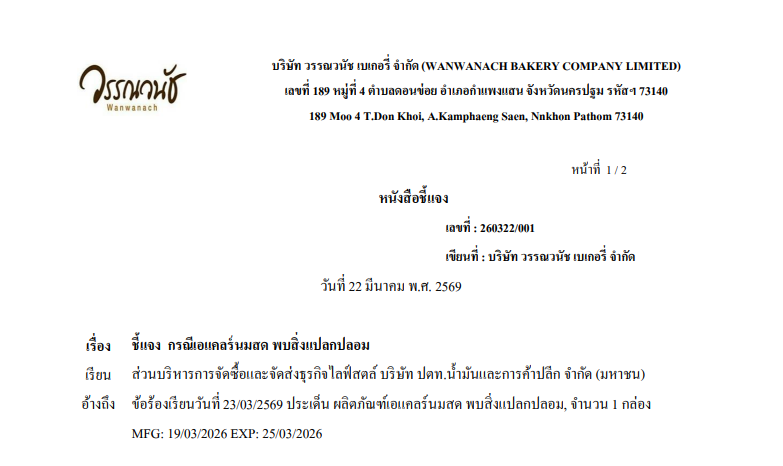 วรรณวนัช
Wanwanach
บริษัท วรรณวนัช เบเกอรี่ จำกัด (WANWANACH BAKERY COMPANY LIMITED)
เลขที่ 189 หมู่ที่ 4 ตำบลดอนข่อย อำเภอกำแพงแสน จังหวัดนครปฐม รหัสฯ 73140
189 Moo 4 T.Don Khoi, A.Kamphaeng Saen, Nnkhon Pathom 73140
หน้าที่ 1 / 2
หนังสือชี้แจง
เลขที่ : 260322/001
เขียนที่ : บริษัท วรรณวนัช เบเกอรี่ จำกัด
วันที่ 22 มีนาคม พ.ศ. 2569
เรื่อง ชี้แจง กรณีเอแคลร์นมสด พบสิ่งแปลกปลอม
เรียน ส่วนบริหารการจัดซื้อและจัดส่งธุรกิจไลฟ์สตล์ บริษัท ปตท.น้ำมันและการค้าปลีก จำกัด (มหาชน)
อ้างถึง ข้อร้องเรียนวันที่ 23/03/2569 ประเด็น ผลิตภัณฑ์เอแคลร์นมสด พบสิ่งแปลกปลอม, จำนวน 1 กล่อง
MFG: 19/03/2026 EXP: 25/03/2026